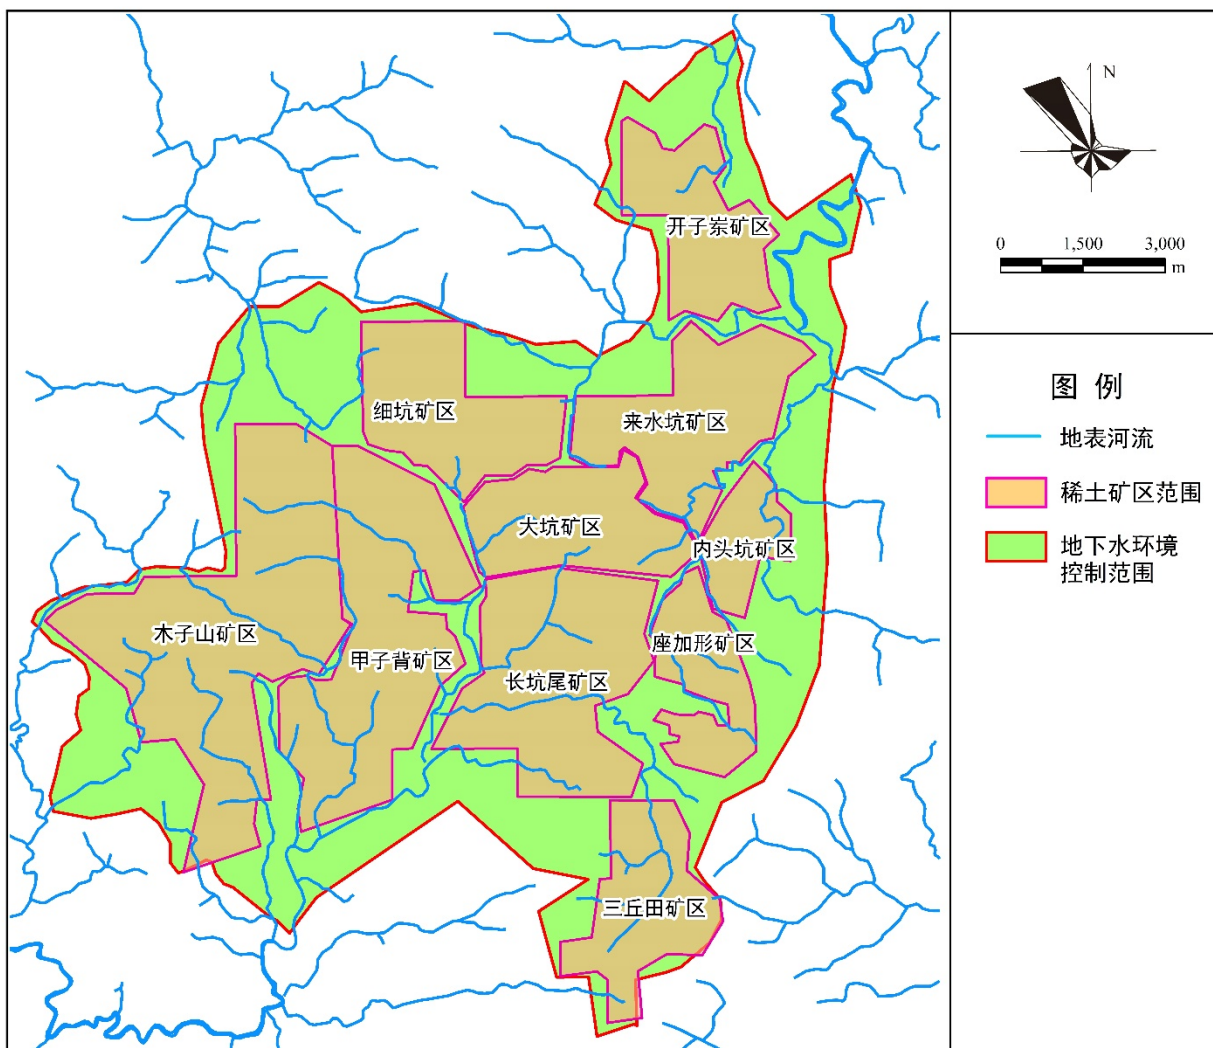 N
0 1,500 3,000
m
图 例
地表河流
稀土矿区范围
地下水环境
控制范围
开子岽矿区
细坑矿区
来水坑矿区
大坑矿区
内头坑矿区
木子山矿区
甲子背矿区
座加形矿区
长坑尾矿区
三丘田矿区